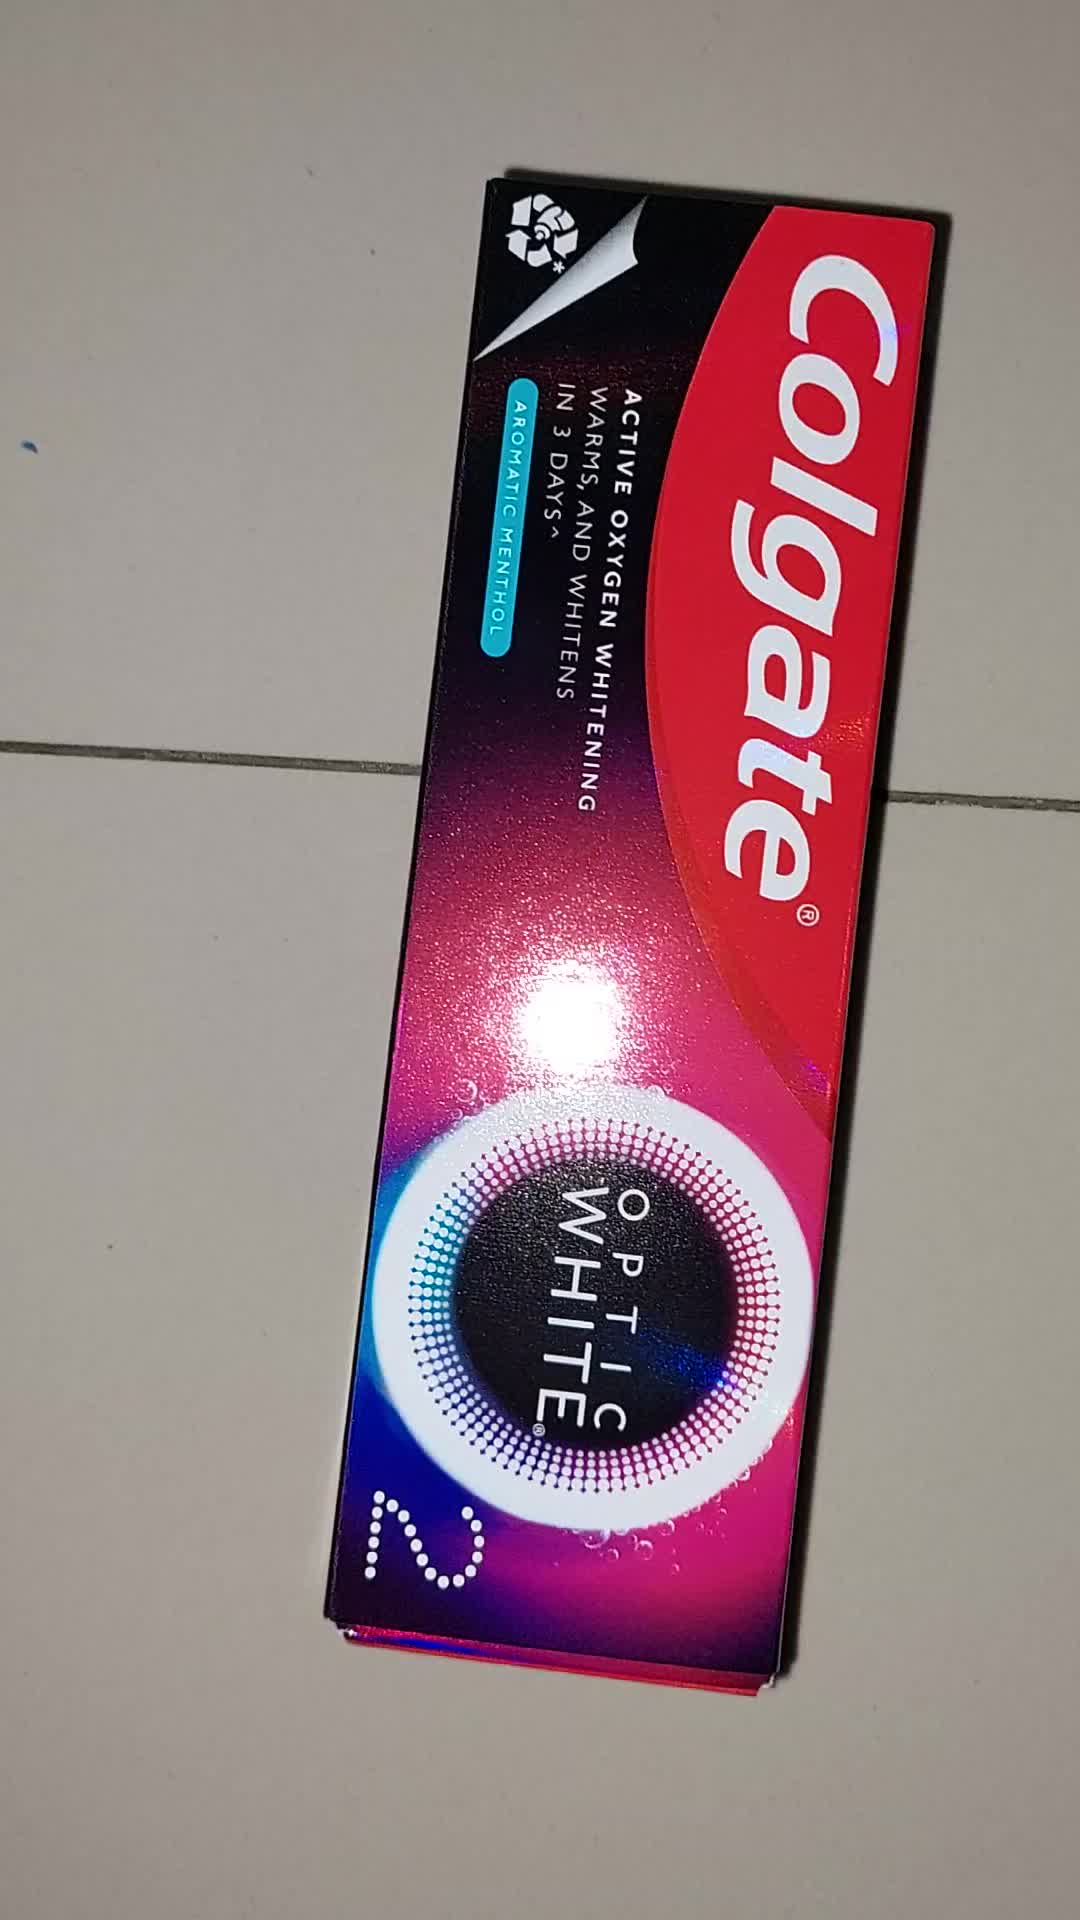 Colgate®
ACTIVE OXYGEN WHITENING
WARMS, AND WHITENS
IN 3 DAYS^
AROMATIC MENTHOL
*
OPTIC
WHITE®
2